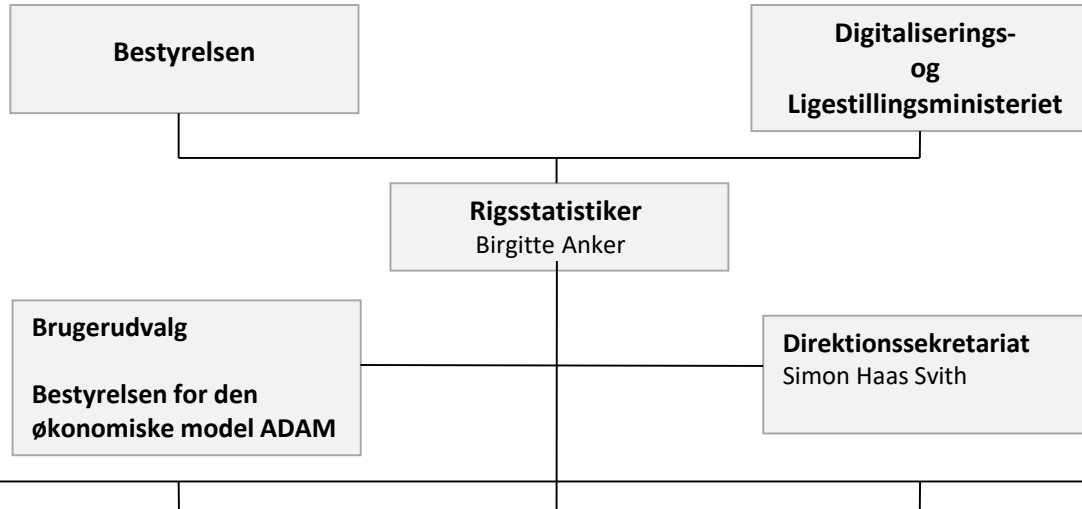 Bestyrelsen
Digitaliserings-
og
Ligestillingsministeriet
Rigsstatistiker
Birgitte Anker
Brugerudvalg
Bestyrelsen for den
økonomiske model ADAM
Direktionssekretariat
Simon Haas Svith